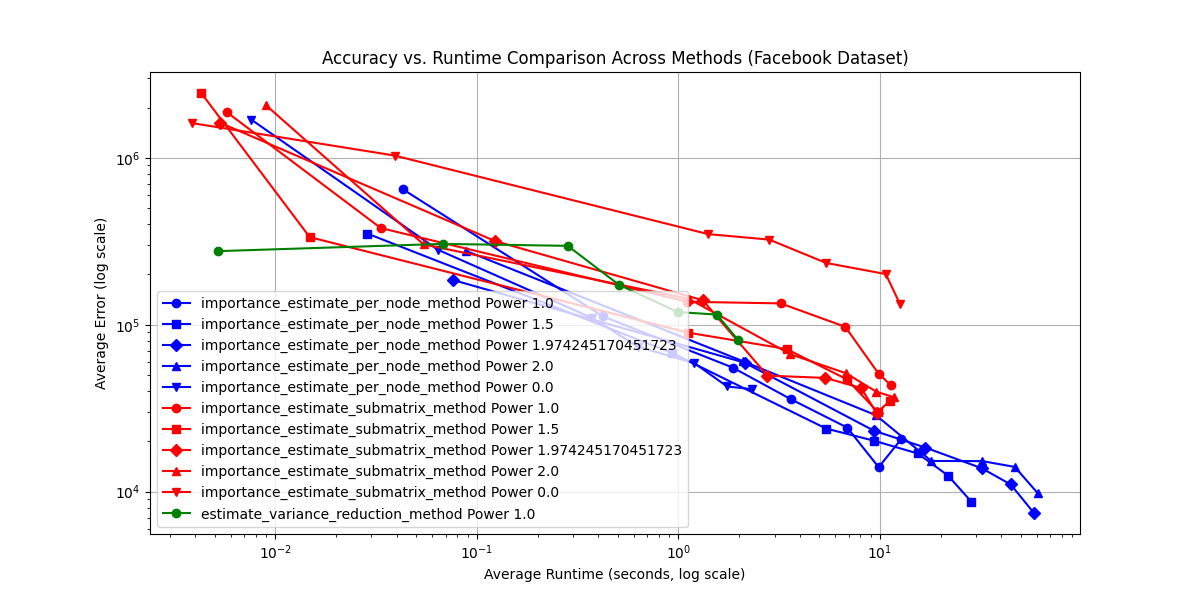 Accuracy vs. Runtime Comparison Across Methods (Facebook Dataset)
Average Error (log scale)
10^6
10^5
10^4
importance_estimate_per_node_method Power 1.0
importance_estimate_per_node_method Power 1.5
importance_estimate_per_node_method Power 1.974245170451723
importance_estimate_per_node_method Power 2.0
importance_estimate_per_node_method Power 0.0
importance_estimate_submatrix_method Power 1.0
importance_estimate_submatrix_method Power 1.5
importance_estimate_submatrix_method Power 1.974245170451723
importance_estimate_submatrix_method Power 2.0
importance_estimate_submatrix_method Power 0.0
estimate_variance_reduction_method Power 1.0
10^−2
10^−1
10^0
10^1
Average Runtime (seconds, log scale)